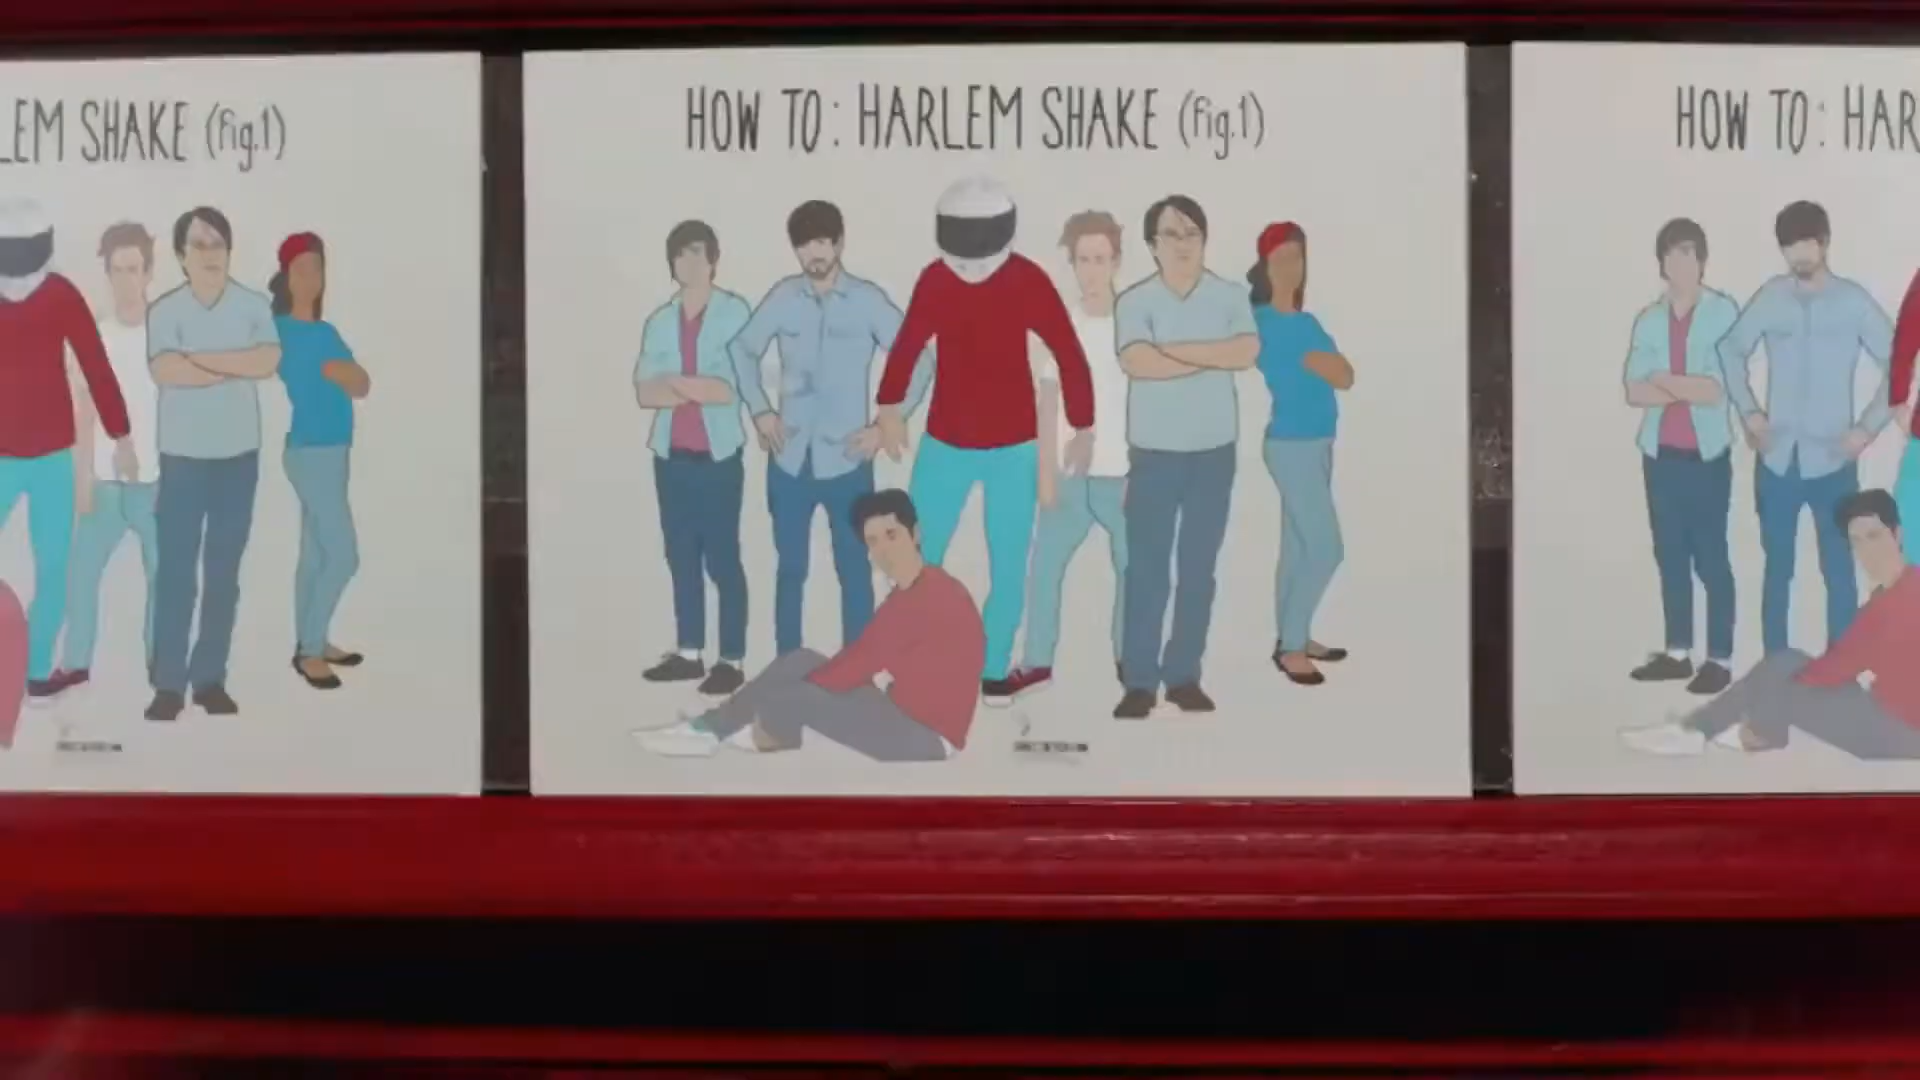 LEM SHAKE (fig.1)
HOW TO: HARLEM SHAKE (fig.1)
HOW TO: HAR